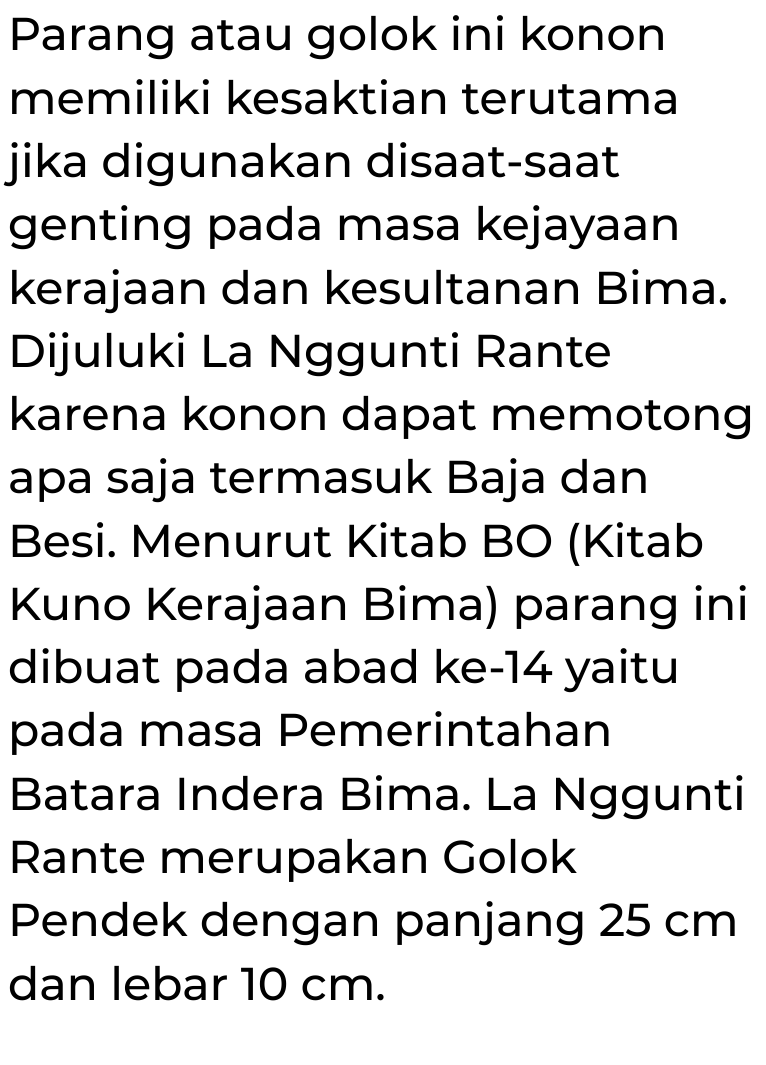 Parang atau golok ini konon
memiliki kesaktian terutama
jika digunakan disaat-saat
genting pada masa kejayaan
kerajaan dan kesultanan Bima.
Dijuluki La Nggunti Rante
karena konon dapat memotong
apa saja termasuk Baja dan
Besi. Menurut Kitab BO (Kitab
Kuno Kerajaan Bima) parang ini
dibuat pada abad ke-14 yaitu
pada masa Pemerintahan
Batara Indera Bima. La Nggunti
Rante merupakan Golok
Pendek dengan panjang 25 cm
dan lebar 10 cm.